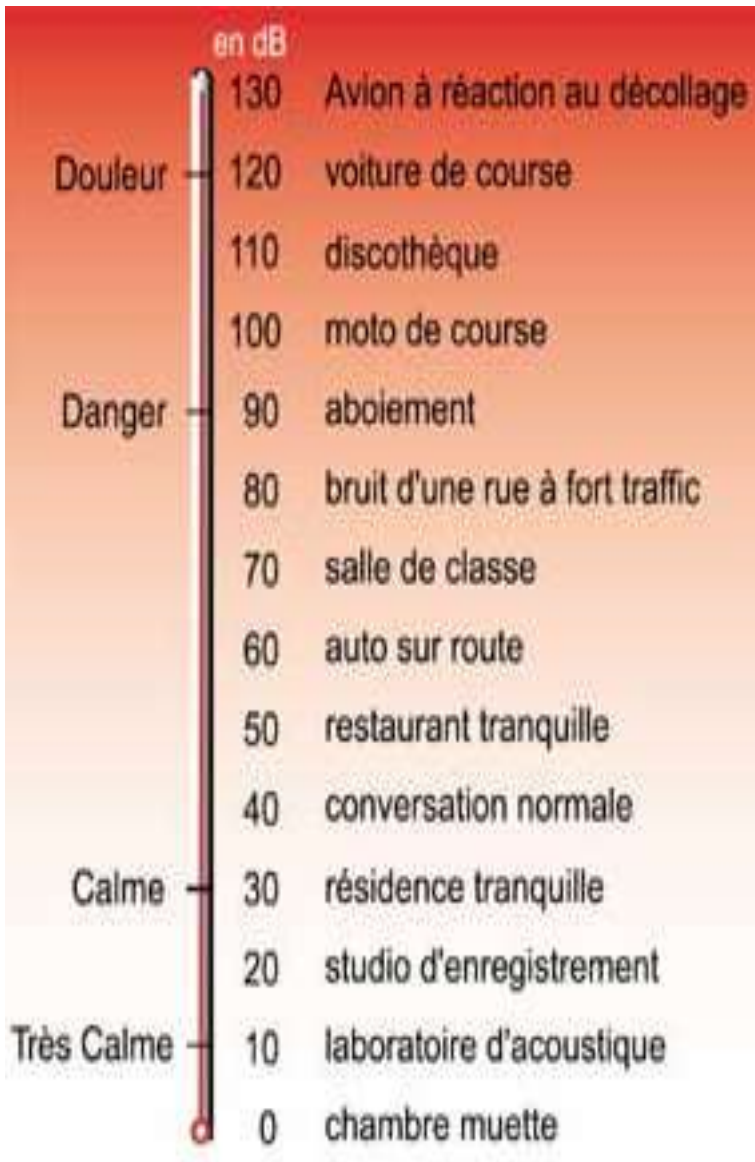 en dB
130 Avion à réaction au décollage
Douleur 120 voiture de course
110 discothèque
100 moto de course
Danger 90 aboiement
80 bruit d'une rue à fort traffic
70 salle de classe
60 auto sur route
50 restaurant tranquille
40 conversation normale
Calme 30 résidence tranquille
20 studio d'enregistrement
Très Calme 10 laboratoire d'acoustique
0 chambre muette